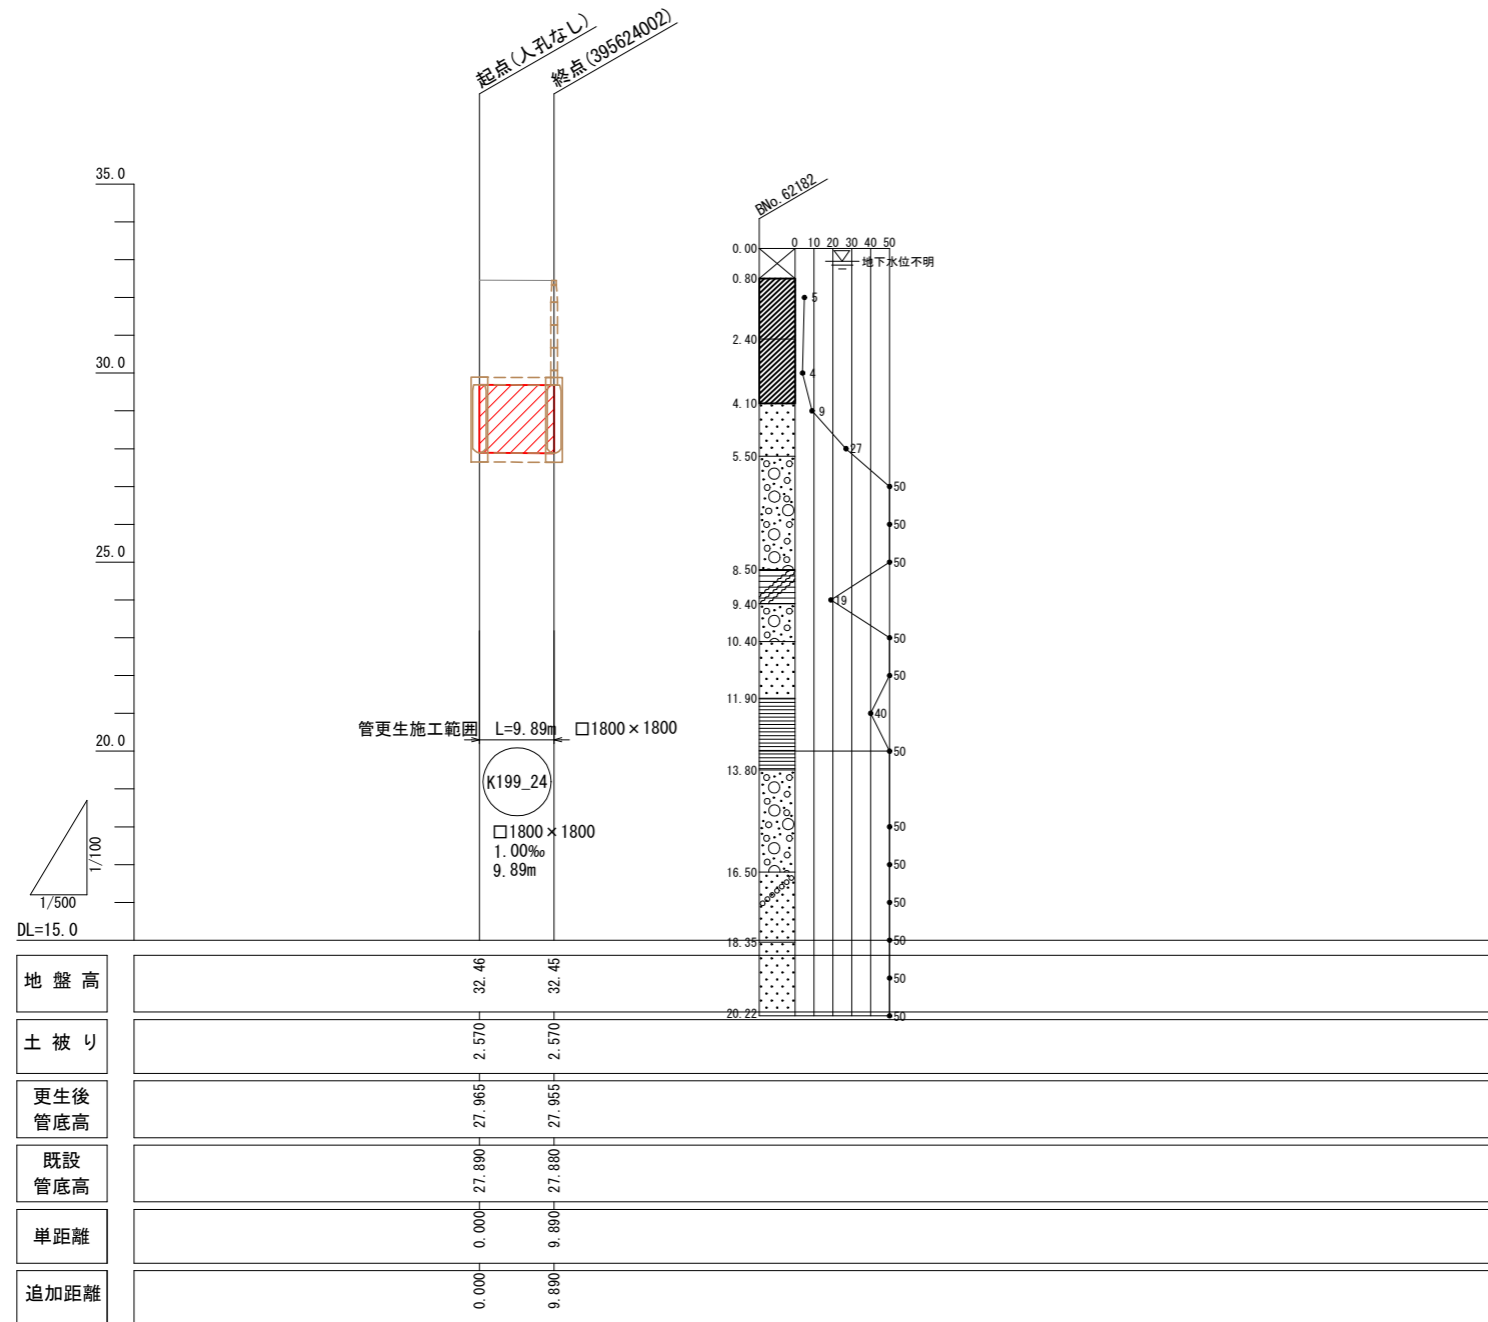 起点(人孔なし)
終点(395624002)
35.0
30.0
25.0
20.0
DL=15.0
1/100
1/500
管更生施工範囲 L=9.89m □1800×1800
K199_24
□1800×1800
1.00‰
9.89m
BNo.62182
0 10 20 30 40 50
地下水位不明
0.00
0.80
2.40
4.10
5.50
8.50
9.40
10.40
11.90
13.80
16.50
18.35
20.22
5
4
9
27
50
50
50
19
50
50
40
50
50
50
50
50
50
50
地盤高 32.46 32.45
土被り 2.570 2.570
更生後
管底高 27.965 27.955
既設
管底高 27.890 27.880
単距離 0.000 9.890
追加距離 0.000 9.890